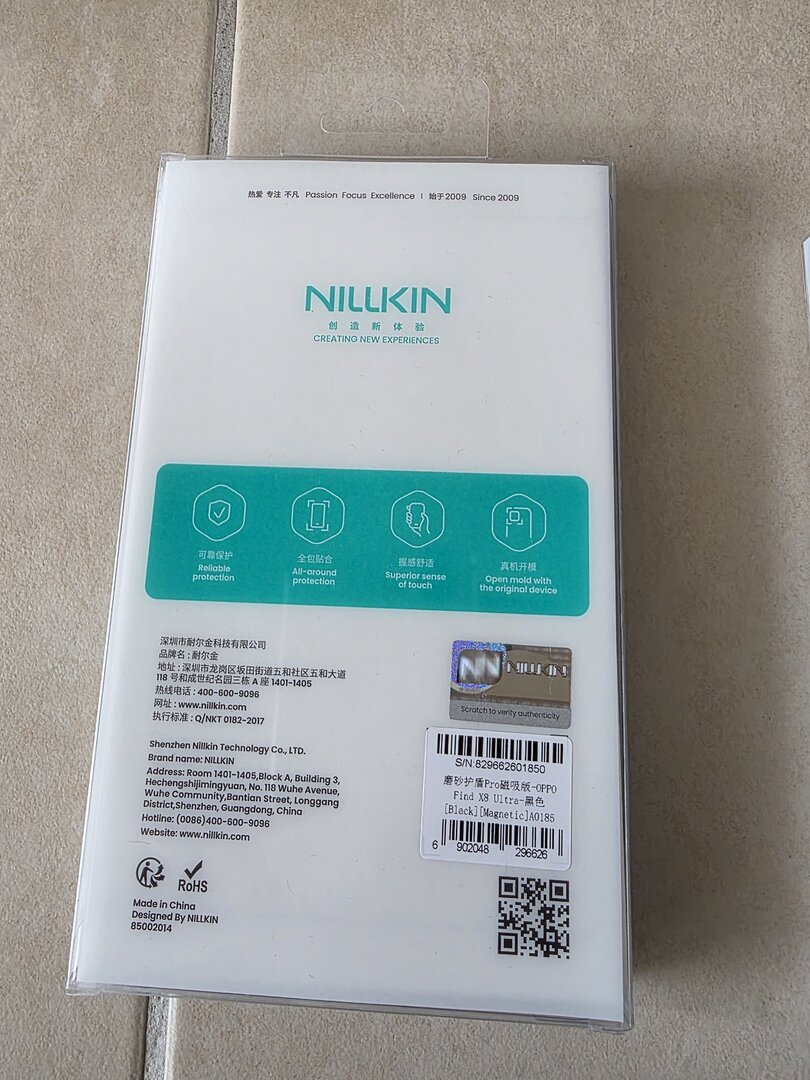 热爱 专注 不凡 Passion Focus Excellence | 始于2009 Since 2009
NILLKIN
创造新体验
CREATING NEW EXPERIENCES
可靠保护
Reliable
protection
全包贴合
All-around
protection
握感舒适
Superior sense
of touch
真机开模
Open mold with
the original device
深圳市耐尔金科技有限公司
品牌名 : 耐尔金
地址 : 深圳市龙岗区坂田街道五和社区五和大道
118 号和成世纪名园三栋 A 座 1401-1405
热线电话 : 400-600-9096
网址 : www.nillkin.com
执行标准 : Q/NKT 0182-2017
Shenzhen Nillkin Technology Co., LTD.
Brand name: NILLKIN
Address: Room 1401-1405,Block A, Building 3,
Hechengshijimingyuan, No. 118 Wuhe Avenue,
Wuhe Community,Bantian Street, Longgang
District,Shenzhen, Guangdong, China
Hotline: (0086)400-600-9096
Website: www.nillkin.com
RoHS
Made in China
Designed By NILLKIN
85002014
NILLKIN
Scratch to verity authenticity
S/N:829662601850
磨砂护盾Pro磁吸版-OPPO
Find X8 Ultra-黑色
[Black][Magnetic]A0185
6 902048 296626